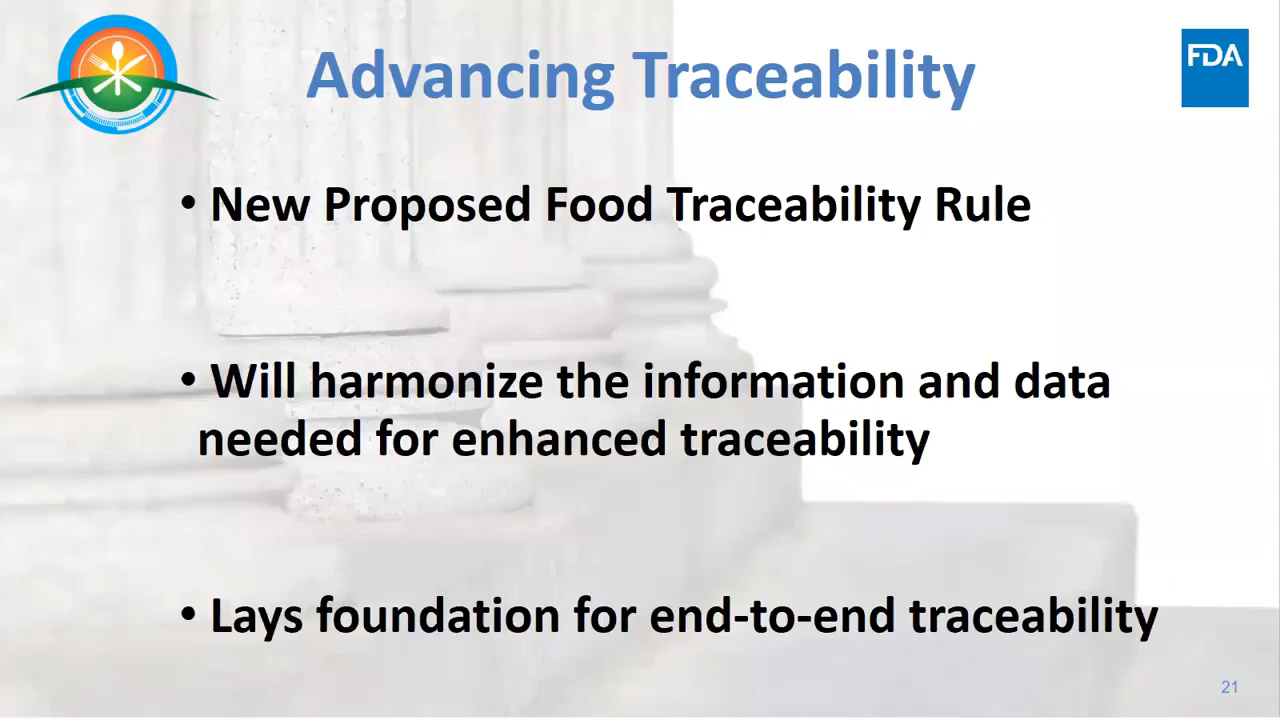 Advancing Traceability
FDA
• New Proposed Food Traceability Rule
• Will harmonize the information and data
needed for enhanced traceability
• Lays foundation for end-to-end traceability
21